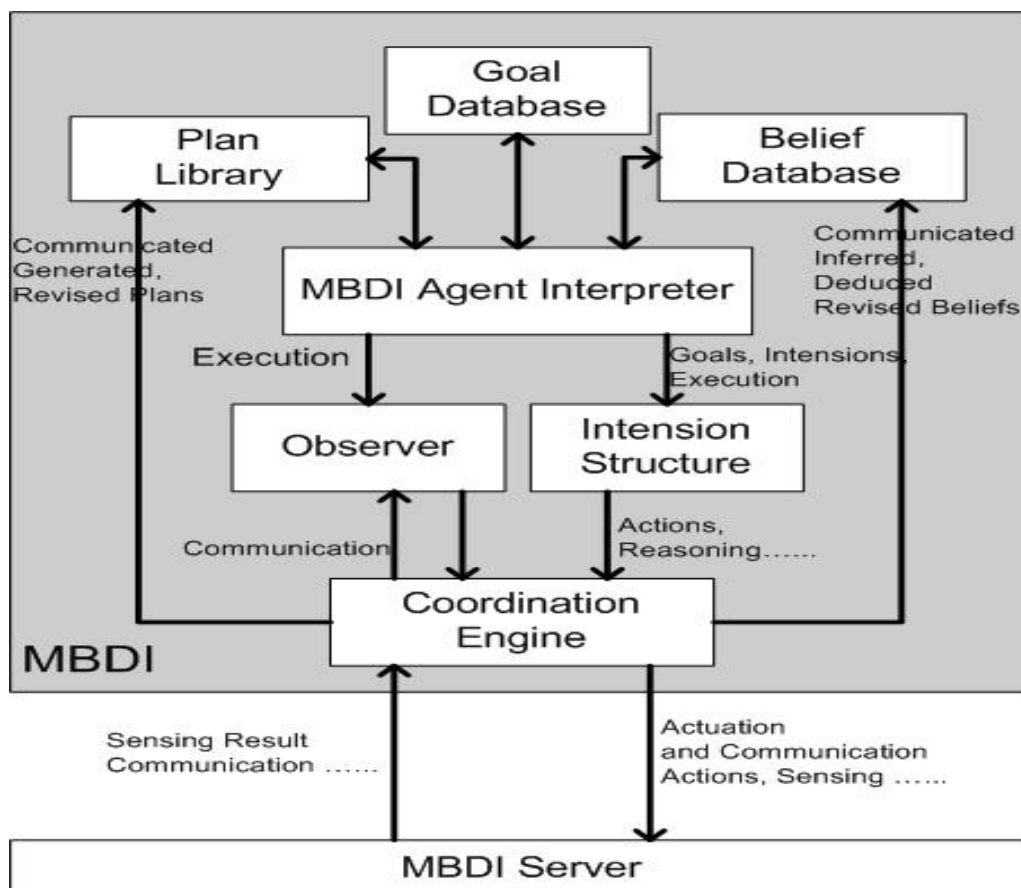 Goal
Database
Plan
Library
Belief
Database
Communicated
Generated,
Revised Plans
Communicated
Inferred,
Deduced
Revised Beliefs
MBDI Agent Interpreter
Execution
Goals, Intensions,
Execution
Observer
Intension
Structure
Communication
Actions,
Reasoning……
Coordination
Engine
MBDI
Sensing Result
Communication ……
Actuation
and Communication
Actions, Sensing …...
MBDI Server